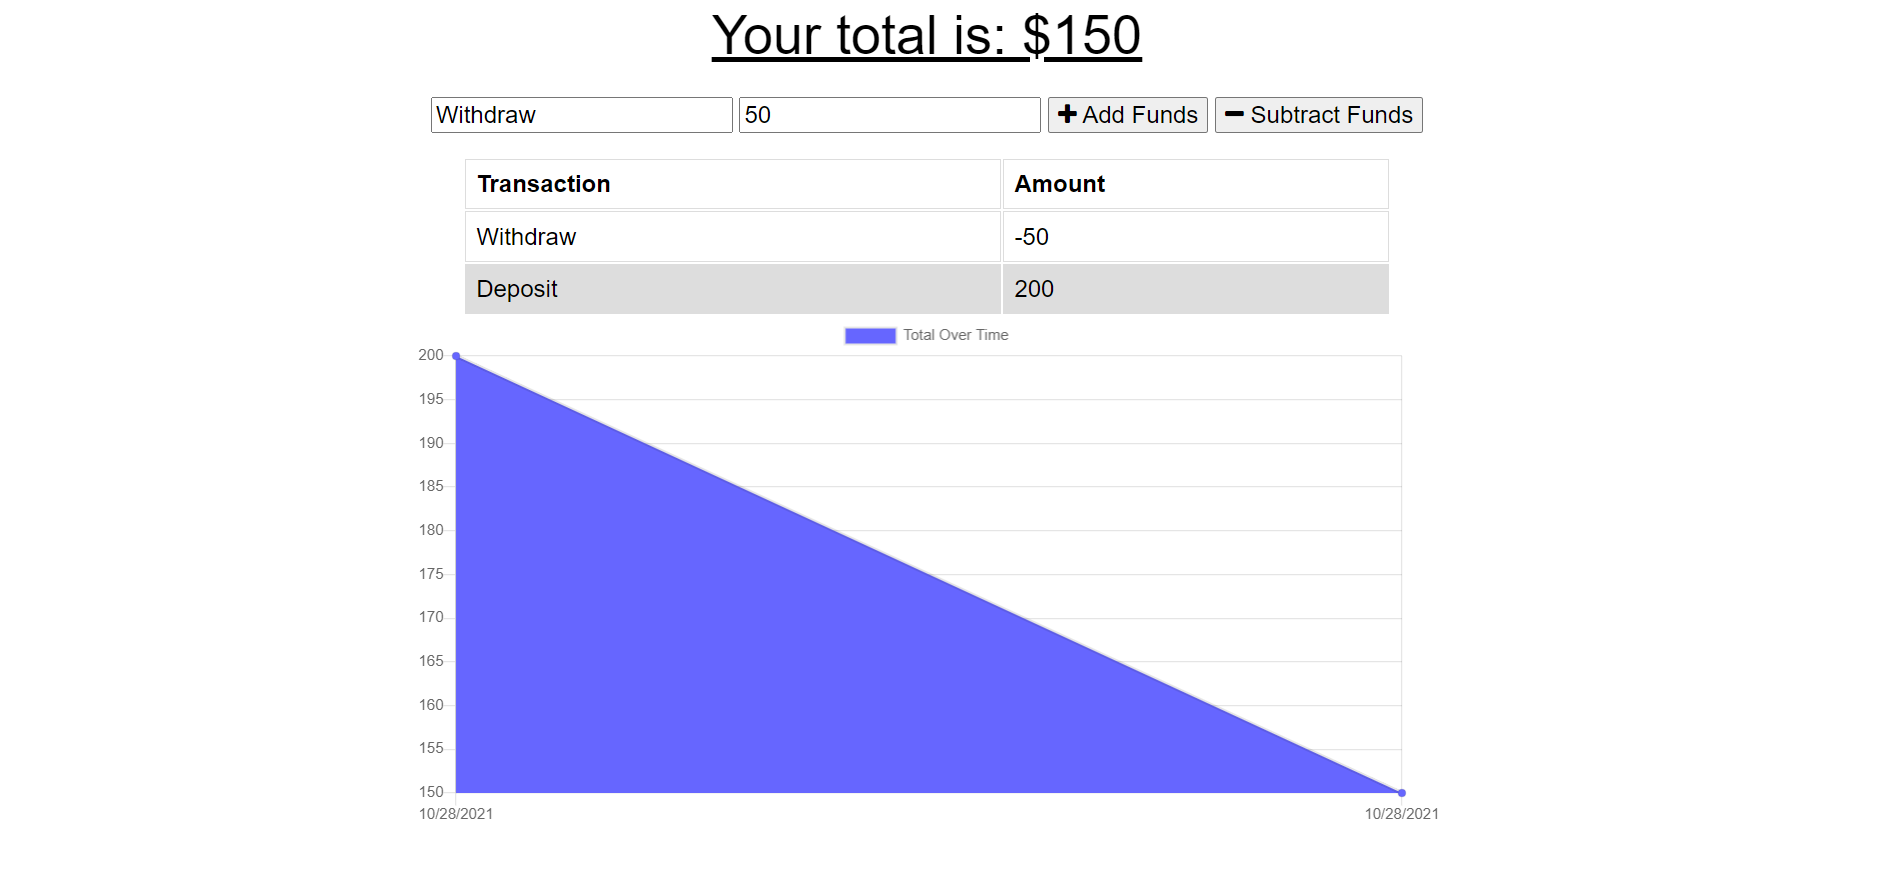 Your total is: $150
Withdraw 50 Add Funds Subtract Funds
Transaction Amount
Withdraw -50
Deposit 200
Total Over Time
200
195
190
185
180
175
170
165
160
155
150
10/28/2021 10/28/2021